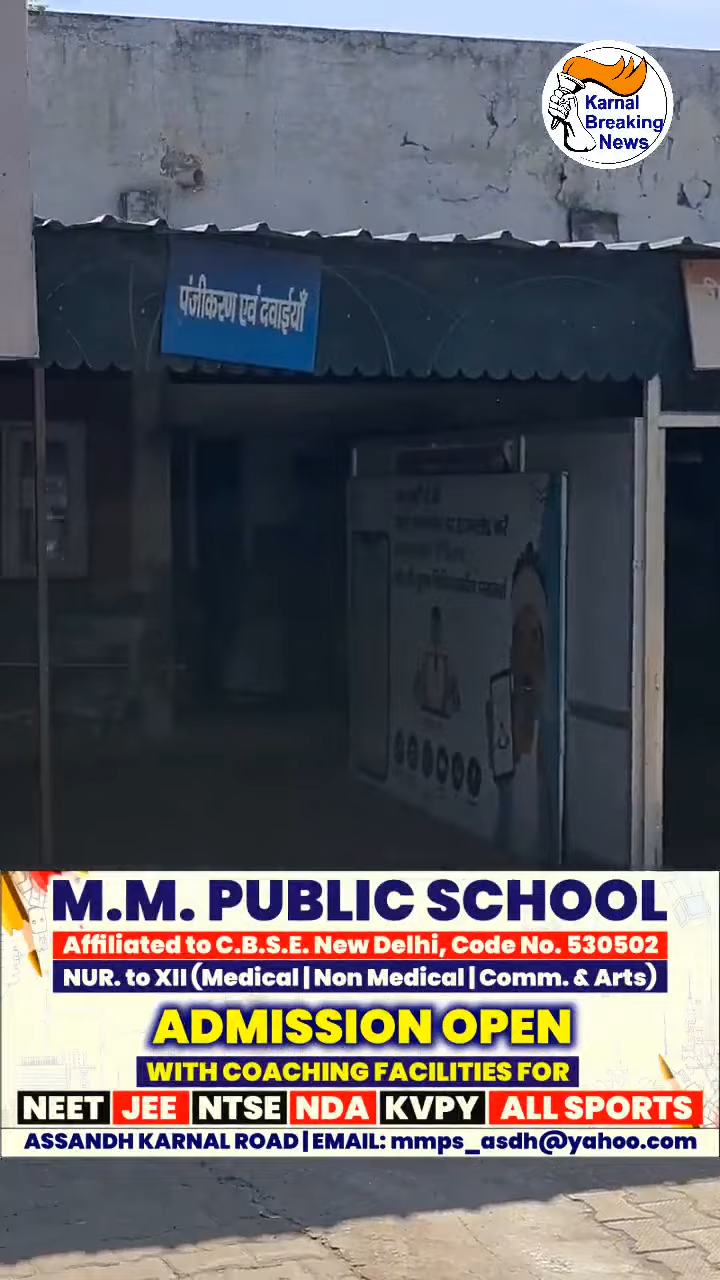 Karnal
Breaking
News
पंजीकरण एवं दवाईयाँ
M.M. PUBLIC SCHOOL
Affiliated to C.B.S.E. New Delhi, Code No. 530502
NUR. to XII (Medical | Non Medical | Comm. & Arts)
ADMISSION OPEN
WITH COACHING FACILITIES FOR
NEET JEE NTSE NDA KVPY ALL SPORTS
ASSANDH KARNAL ROAD | EMAIL: mmps_asdh@yahoo.com